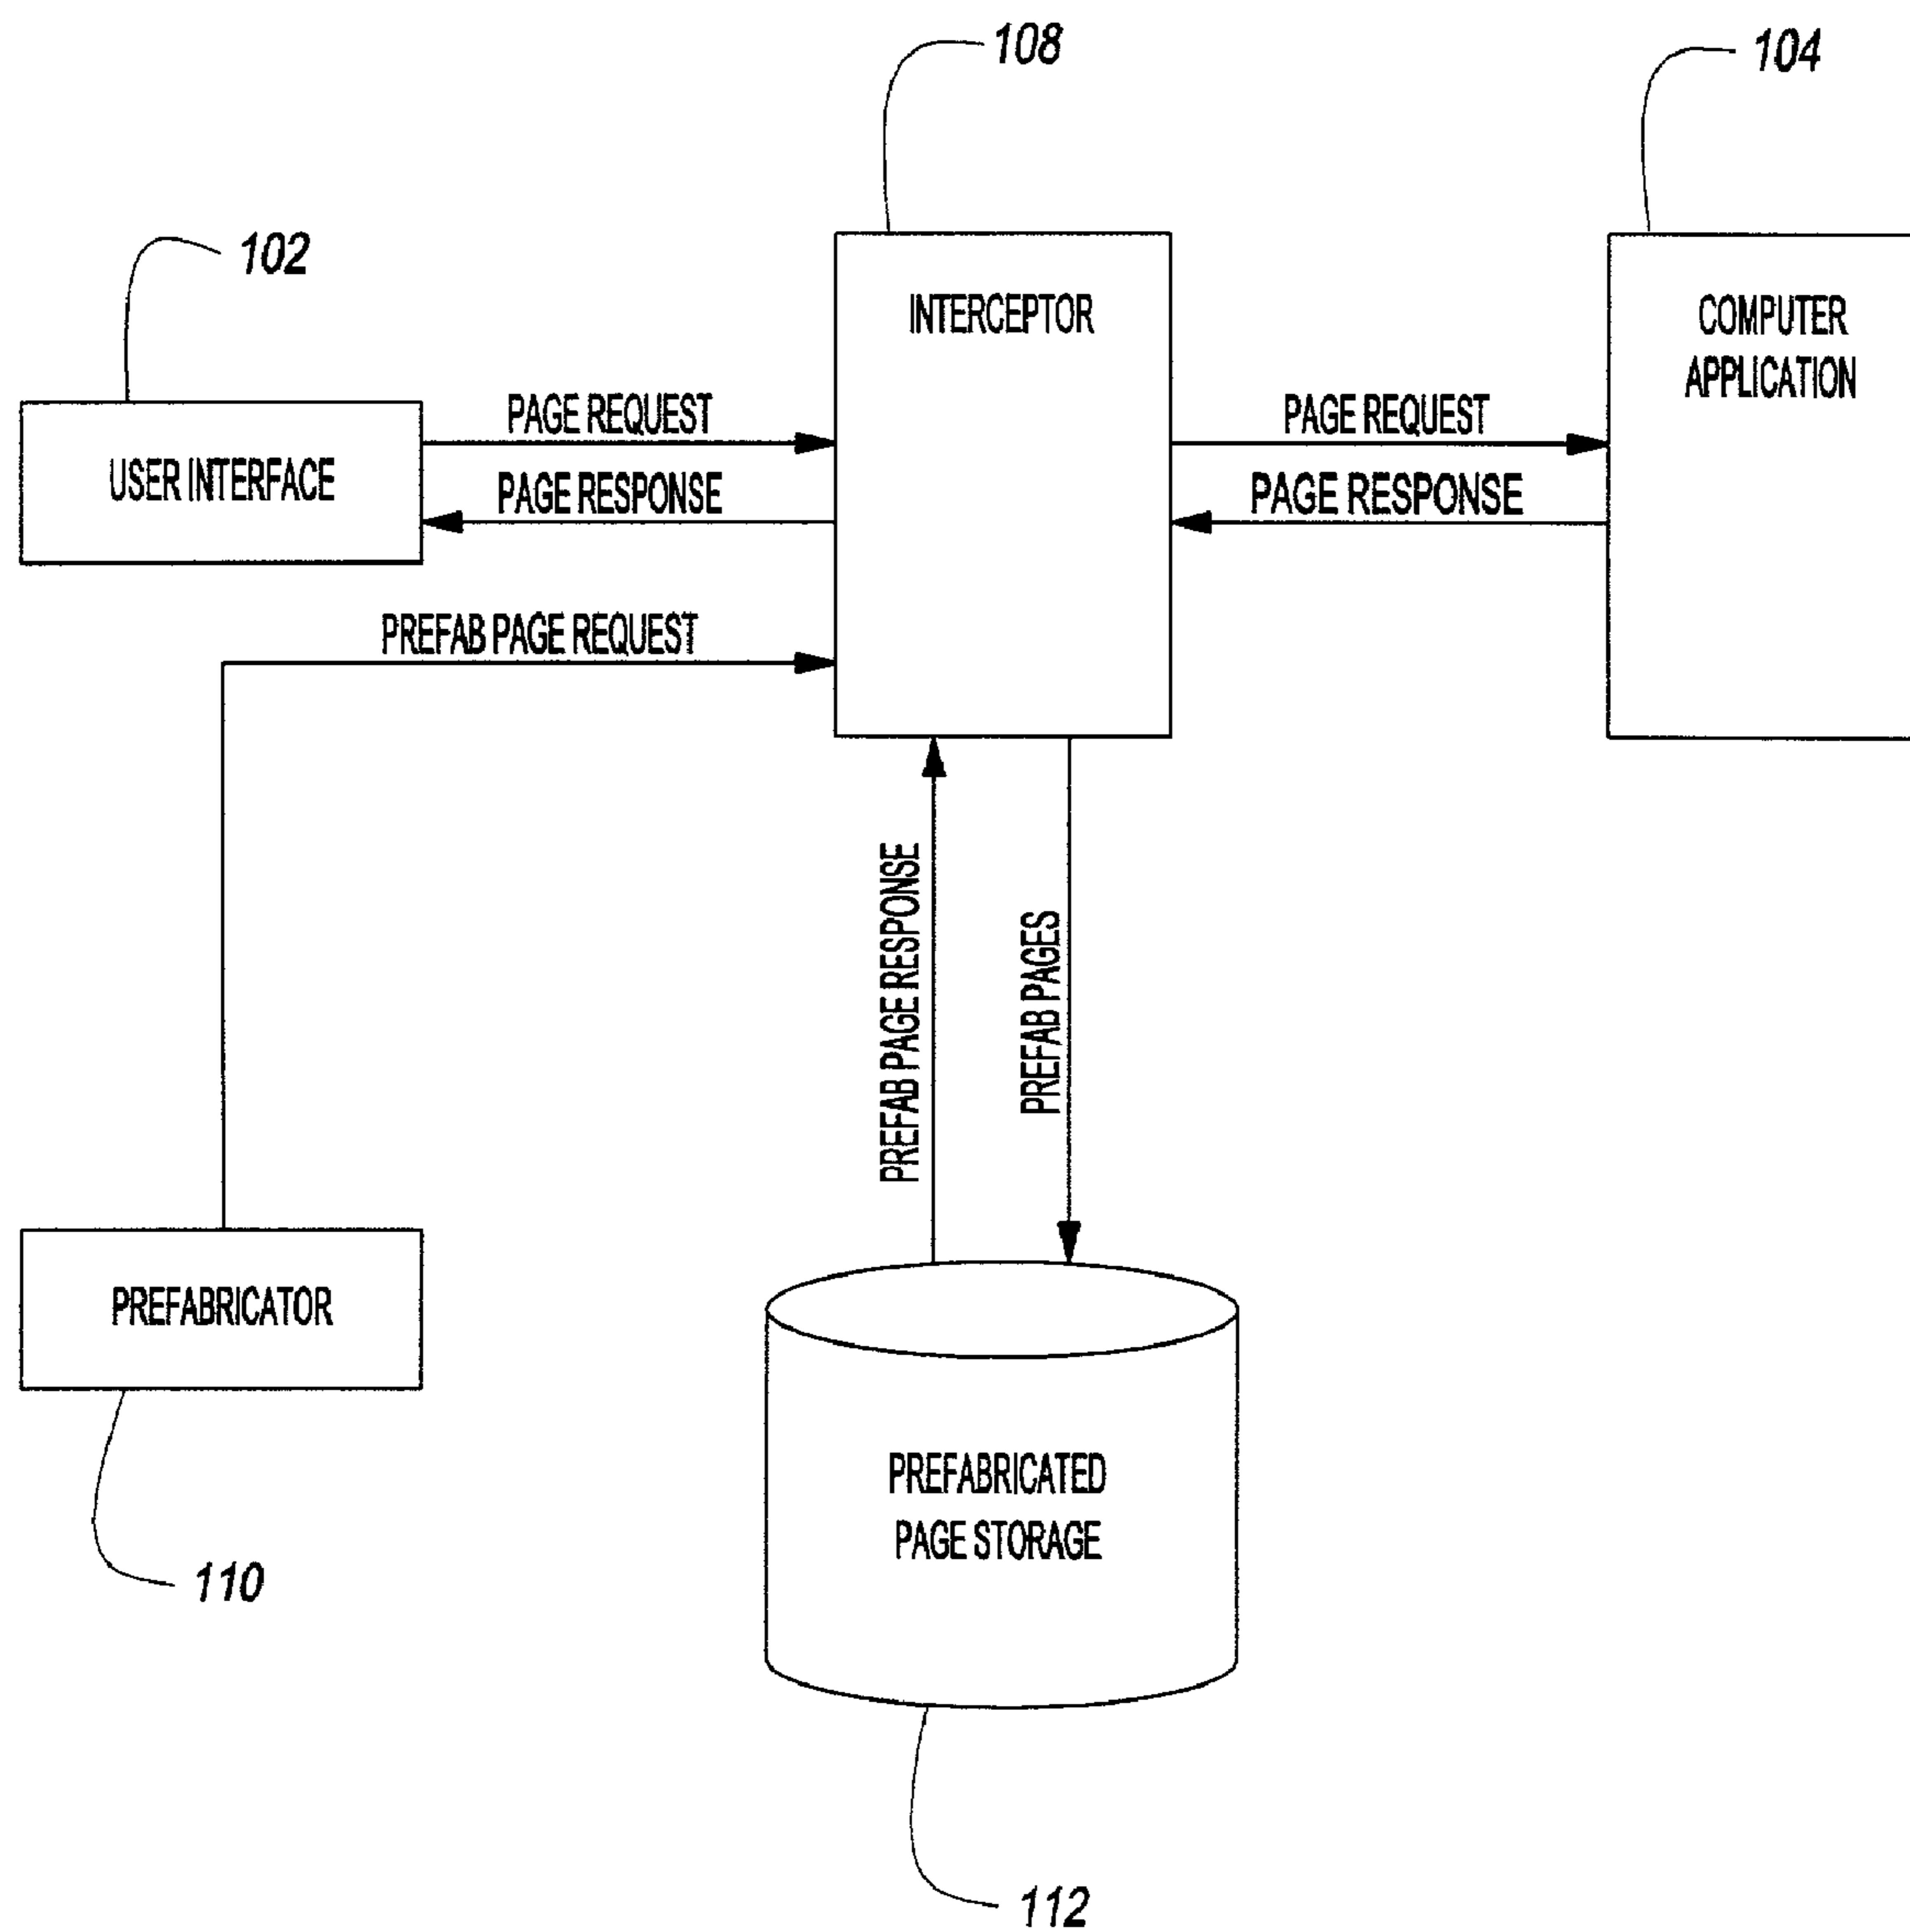 108
104
102
INTERCEPTOR
COMPUTER
APPLICATION
PAGE REQUEST
PAGE REQUEST
USER INTERFACE
PAGE RESPONSE
PAGE RESPONSE
PREFAB PAGE REQUEST
PREFAB PAGE RESPONSE
PREFAB PAGES
PREFABRICATOR
PREFABRICATED
PAGE STORAGE
110
112